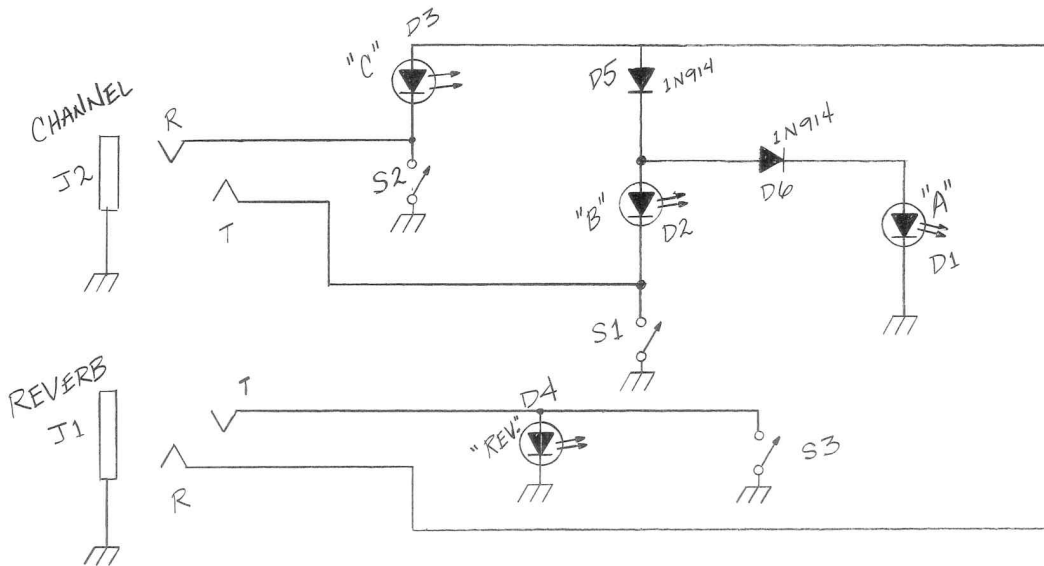 D3
"C"
D5
1N914
CHANNEL
J2
R
T
S2
1N914
D6
"B"
D2
"A"
D1
S1
REVERB
J1
T
R
D4
"REV."
S3